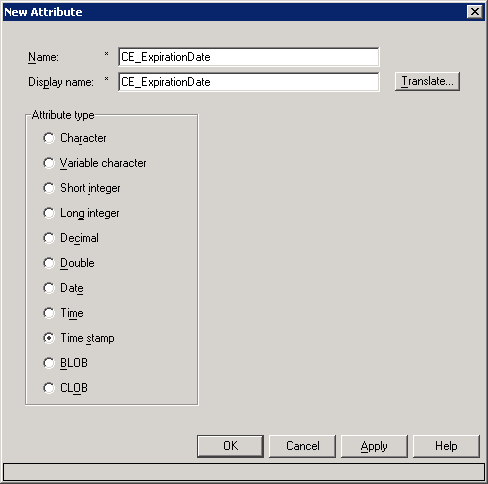 New Attribute
Name: * CE_ExpirationDate
Display name: * CE_ExpirationDate Translate...
Attribute type
Character
Variable character
Short integer
Long integer
Decimal
Double
Date
Time
Time stamp
BLOB
CLOB
OK Cancel Apply Help